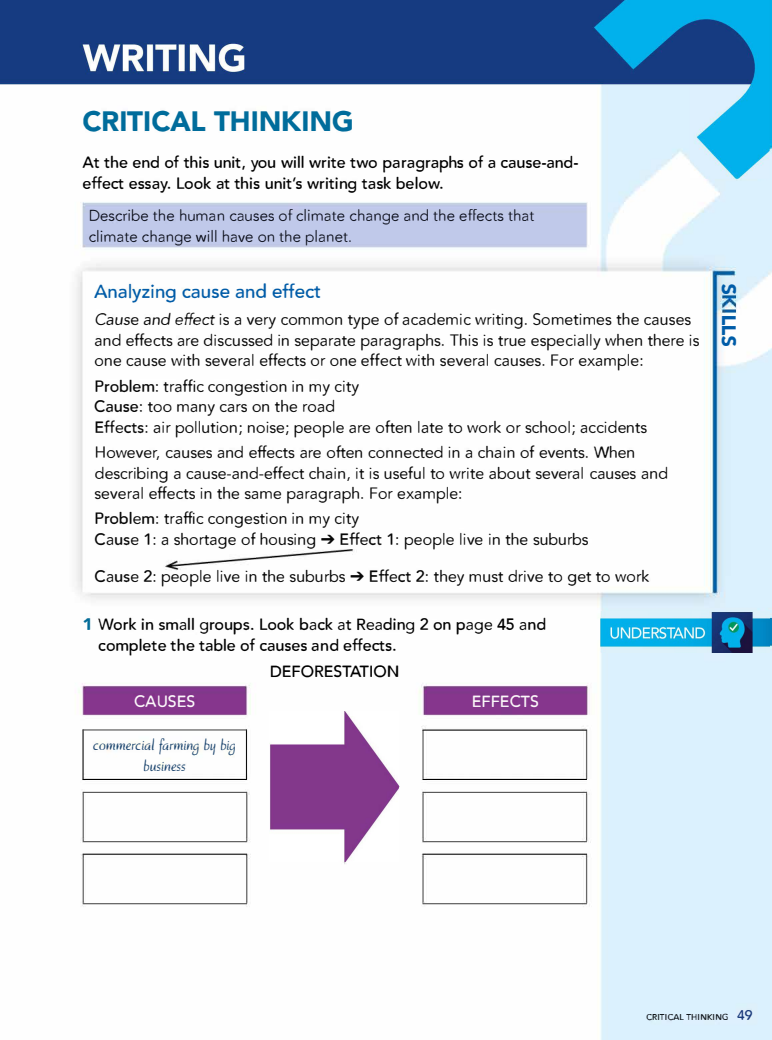 WRITING
CRITICAL THINKING
At the end of this unit, you will write two paragraphs of a cause-and-
effect essay. Look at this unit's writing task below.
Describe the human causes of climate change and the effects that
climate change will have on the planet.
SKILLS
Analyzing cause and effect
Cause and effect is a very common type of academic writing. Sometimes the causes
and effects are discussed in separate paragraphs. This is true especially when there is
one cause with several effects or one effect with several causes. For example:
Problem: traffic congestion in my city
Cause: too many cars on the road
Effects: air pollution; noise; people are often late to work or school; accidents
However, causes and effects are often connected in a chain of events. When
describing a cause-and-effect chain, it is useful to write about several causes and
several effects in the same paragraph. For example:
Problem: traffic congestion in my city
Cause 1: a shortage of housing ➔ Effect 1: people live in the suburbs
Cause 2: people live in the suburbs ➔ Effect 2: they must drive to get to work
1 Work in small groups. Look back at Reading 2 on page 45 and
complete the table of causes and effects.
UNDERSTAND
DEFORESTATION
CAUSES
EFFECTS
commercial farming by big
business
CRITICAL THINKING 49